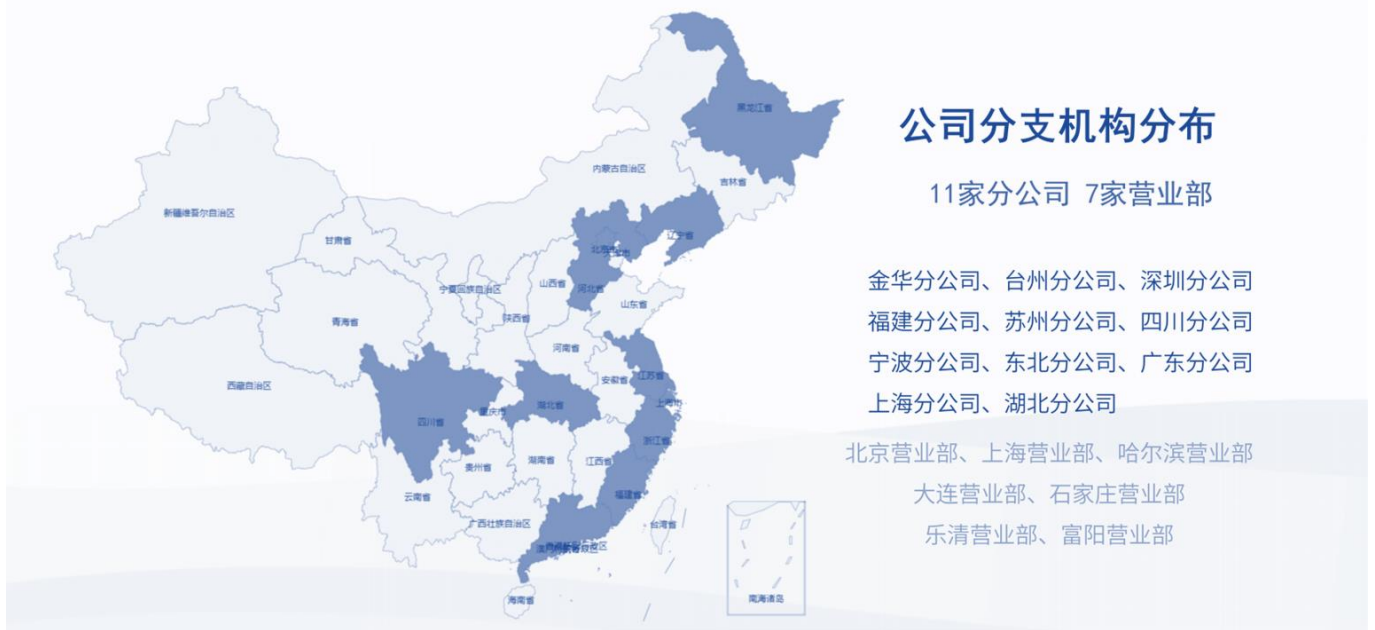 黑龙江省
内蒙古自治区
吉林省
新疆维吾尔自治区
辽宁省
甘肃省
北京市
山西省
宁夏回族自治区
河北省
山东省
青海省
陕西省
河南省
江苏省
安徽省
西藏自治区
上海市
湖北省
重庆市
四川省
浙江省
湖南省
江西省
贵州省
福建省
云南省
广西壮族自治区
台湾省
海南省
南海诸岛
公司分支机构分布
11家分公司 7家营业部
金华分公司、台州分公司、深圳分公司
福建分公司、苏州分公司、四川分公司
宁波分公司、东北分公司、广东分公司
上海分公司、湖北分公司
北京营业部、上海营业部、哈尔滨营业部
大连营业部、石家庄营业部
乐清营业部、富阳营业部